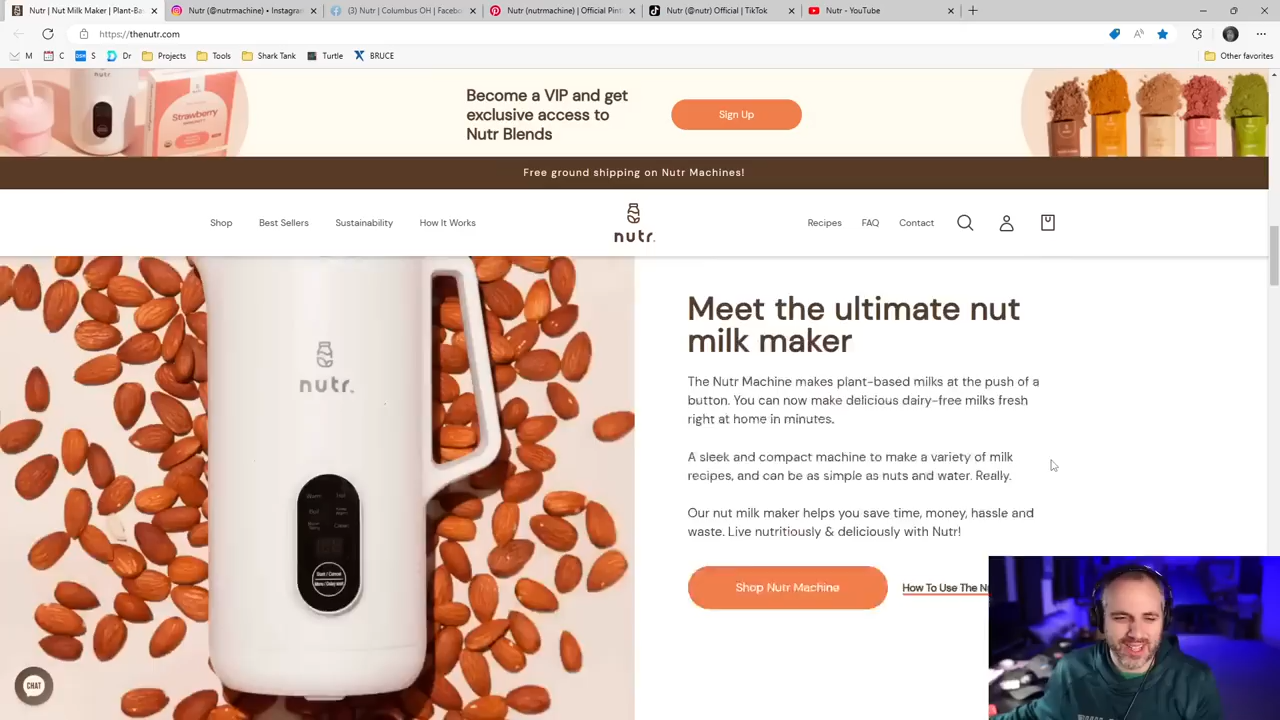 Nutr | Nut Milk Maker | Plant-Ba
Nutr (@nutrmachine) • Instagram
(3) Nutr | Columbus OH | Facebo
Nutr (nutrmachine) | Official Pint
Nutr (@nutr) Official | TikTok
Nutr - YouTube
https://thenutr.com
M
C
S
Dr
Projects
Tools
Shark Tank
Turtle
BRUCE
Other favorites
nutr
Strawberry
Become a VIP and get
exclusive access to
Nutr Blends
Sign Up
Free ground shipping on Nutr Machines!
Shop
Best Sellers
Sustainability
How It Works
nutr.
Recipes
FAQ
Contact
nutr.
Start / Cancel
Meet the ultimate nut
milk maker
The Nutr Machine makes plant-based milks at the push of a
button. You can now make delicious dairy-free milks fresh
right at home in minutes.
A sleek and compact machine to make a variety of milk
recipes, and can be as simple as nuts and water. Really.
Our nut milk maker helps you save time, money, hassle and
waste. Live nutritiously & deliciously with Nutr!
Shop Nutr Machine
How To Use The Nu
CHAT